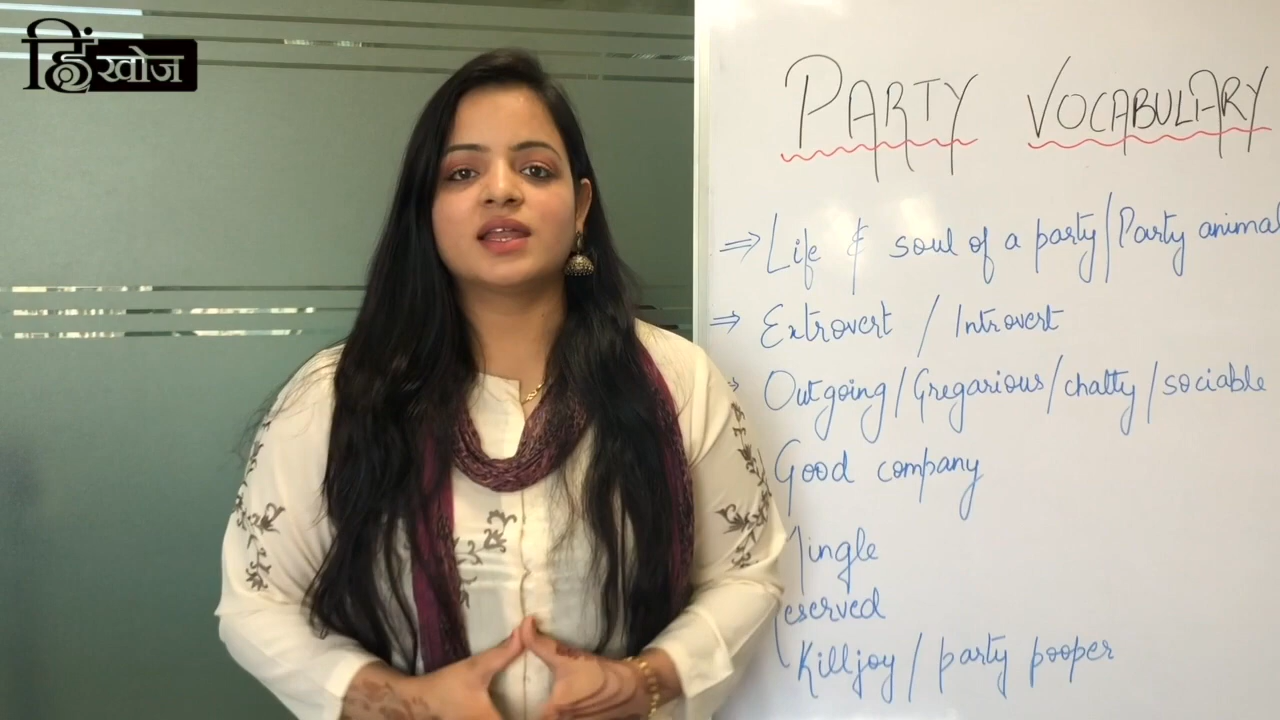 हिंखोज
PARTY VOCABULARY
⇒ Life & soul of a party/Party animal
⇒ Extrovert / Introvert
Outgoing/Gregarious/chatty/sociable
Good company
ingle
eserved
Killjoy/party pooper